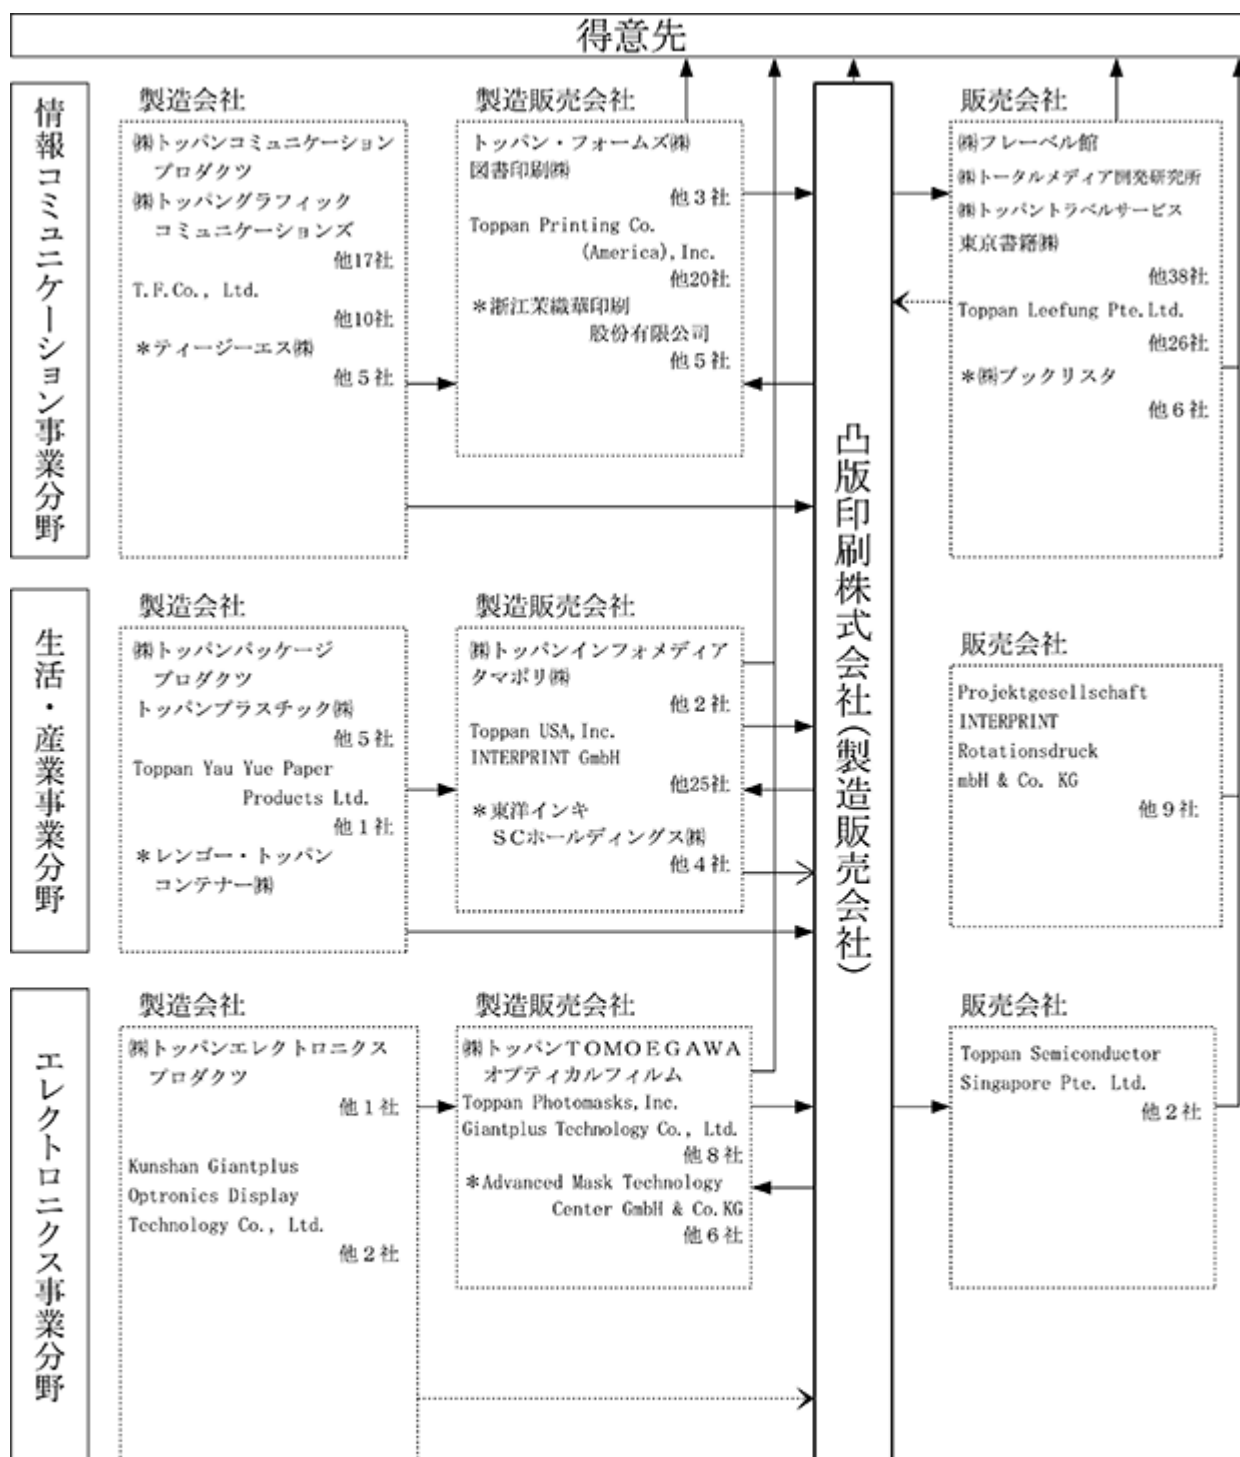 得意先
情報コミュニケーション事業分野
製造会社
㈱トッパンコミュニケーション
プロダクツ
㈱トッパングラフィック
コミュニケーションズ
他17社
T.F.Co., Ltd.
他10社
＊ティージーエス㈱
他５社
製造販売会社
トッパン・フォームズ㈱
図書印刷㈱
他３社
Toppan Printing Co.
(America), Inc.
他20社
＊浙江茉織華印刷
股份有限公司
他５社
販売会社
㈱フレーベル館
㈱トータルメディア開発研究所
㈱トッパントラベルサービス
東京書籍㈱
他38社
Toppan Leefung Pte.Ltd.
他26社
＊㈱ブックリスタ
他６社
凸版印刷株式会社(製造販売会社)
生活・産業事業分野
製造会社
㈱トッパンパッケージ
プロダクツ
トッパンプラスチック㈱
他５社
Toppan Yau Yue Paper
Products Ltd.
他１社
＊レンゴー・トッパン
コンテナー㈱
製造販売会社
㈱トッパンインフォメディア
タマポリ㈱
他２社
Toppan USA, Inc.
INTERPRINT GmbH
他25社
＊東洋インキ
ＳＣホールディングス㈱
他４社
販売会社
Projektgesellschaft
INTERPRINT
Rotationsdruck
mbH & Co. KG
他９社
エレクトロニクス事業分野
製造会社
㈱トッパンエレクトロニクス
プロダクツ
他１社
Kunshan Giantplus
Optronics Display
Technology Co., Ltd.
他２社
製造販売会社
㈱トッパンＴＯＭＯＥＧＡＷＡ
オプティカルフィルム
Toppan Photomasks, Inc.
Giantplus Technology Co., Ltd.
他８社
＊Advanced Mask Technology
Center GmbH & Co.KG
他６社
販売会社
Toppan Semiconductor
Singapore Pte. Ltd.
他２社